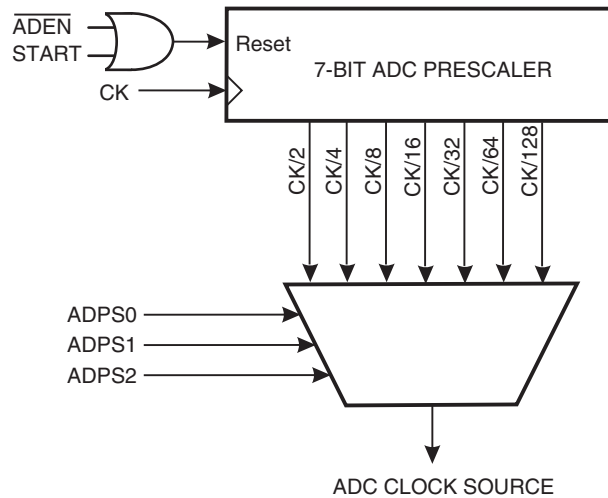 ADEN
START
Reset
CK
7-BIT ADC PRESCALER
CK/2
CK/4
CK/8
CK/16
CK/32
CK/64
CK/128
ADPS0
ADPS1
ADPS2
ADC CLOCK SOURCE